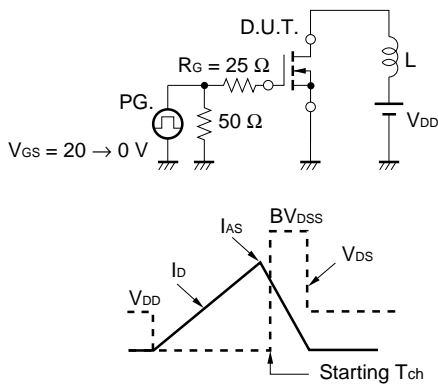 D.U.T.
RG = 25 Ω
L
PG.
50 Ω
VDD
VGS = 20 → 0 V
BVDSS
IAS
ID
VDS
VDD
Starting Tch